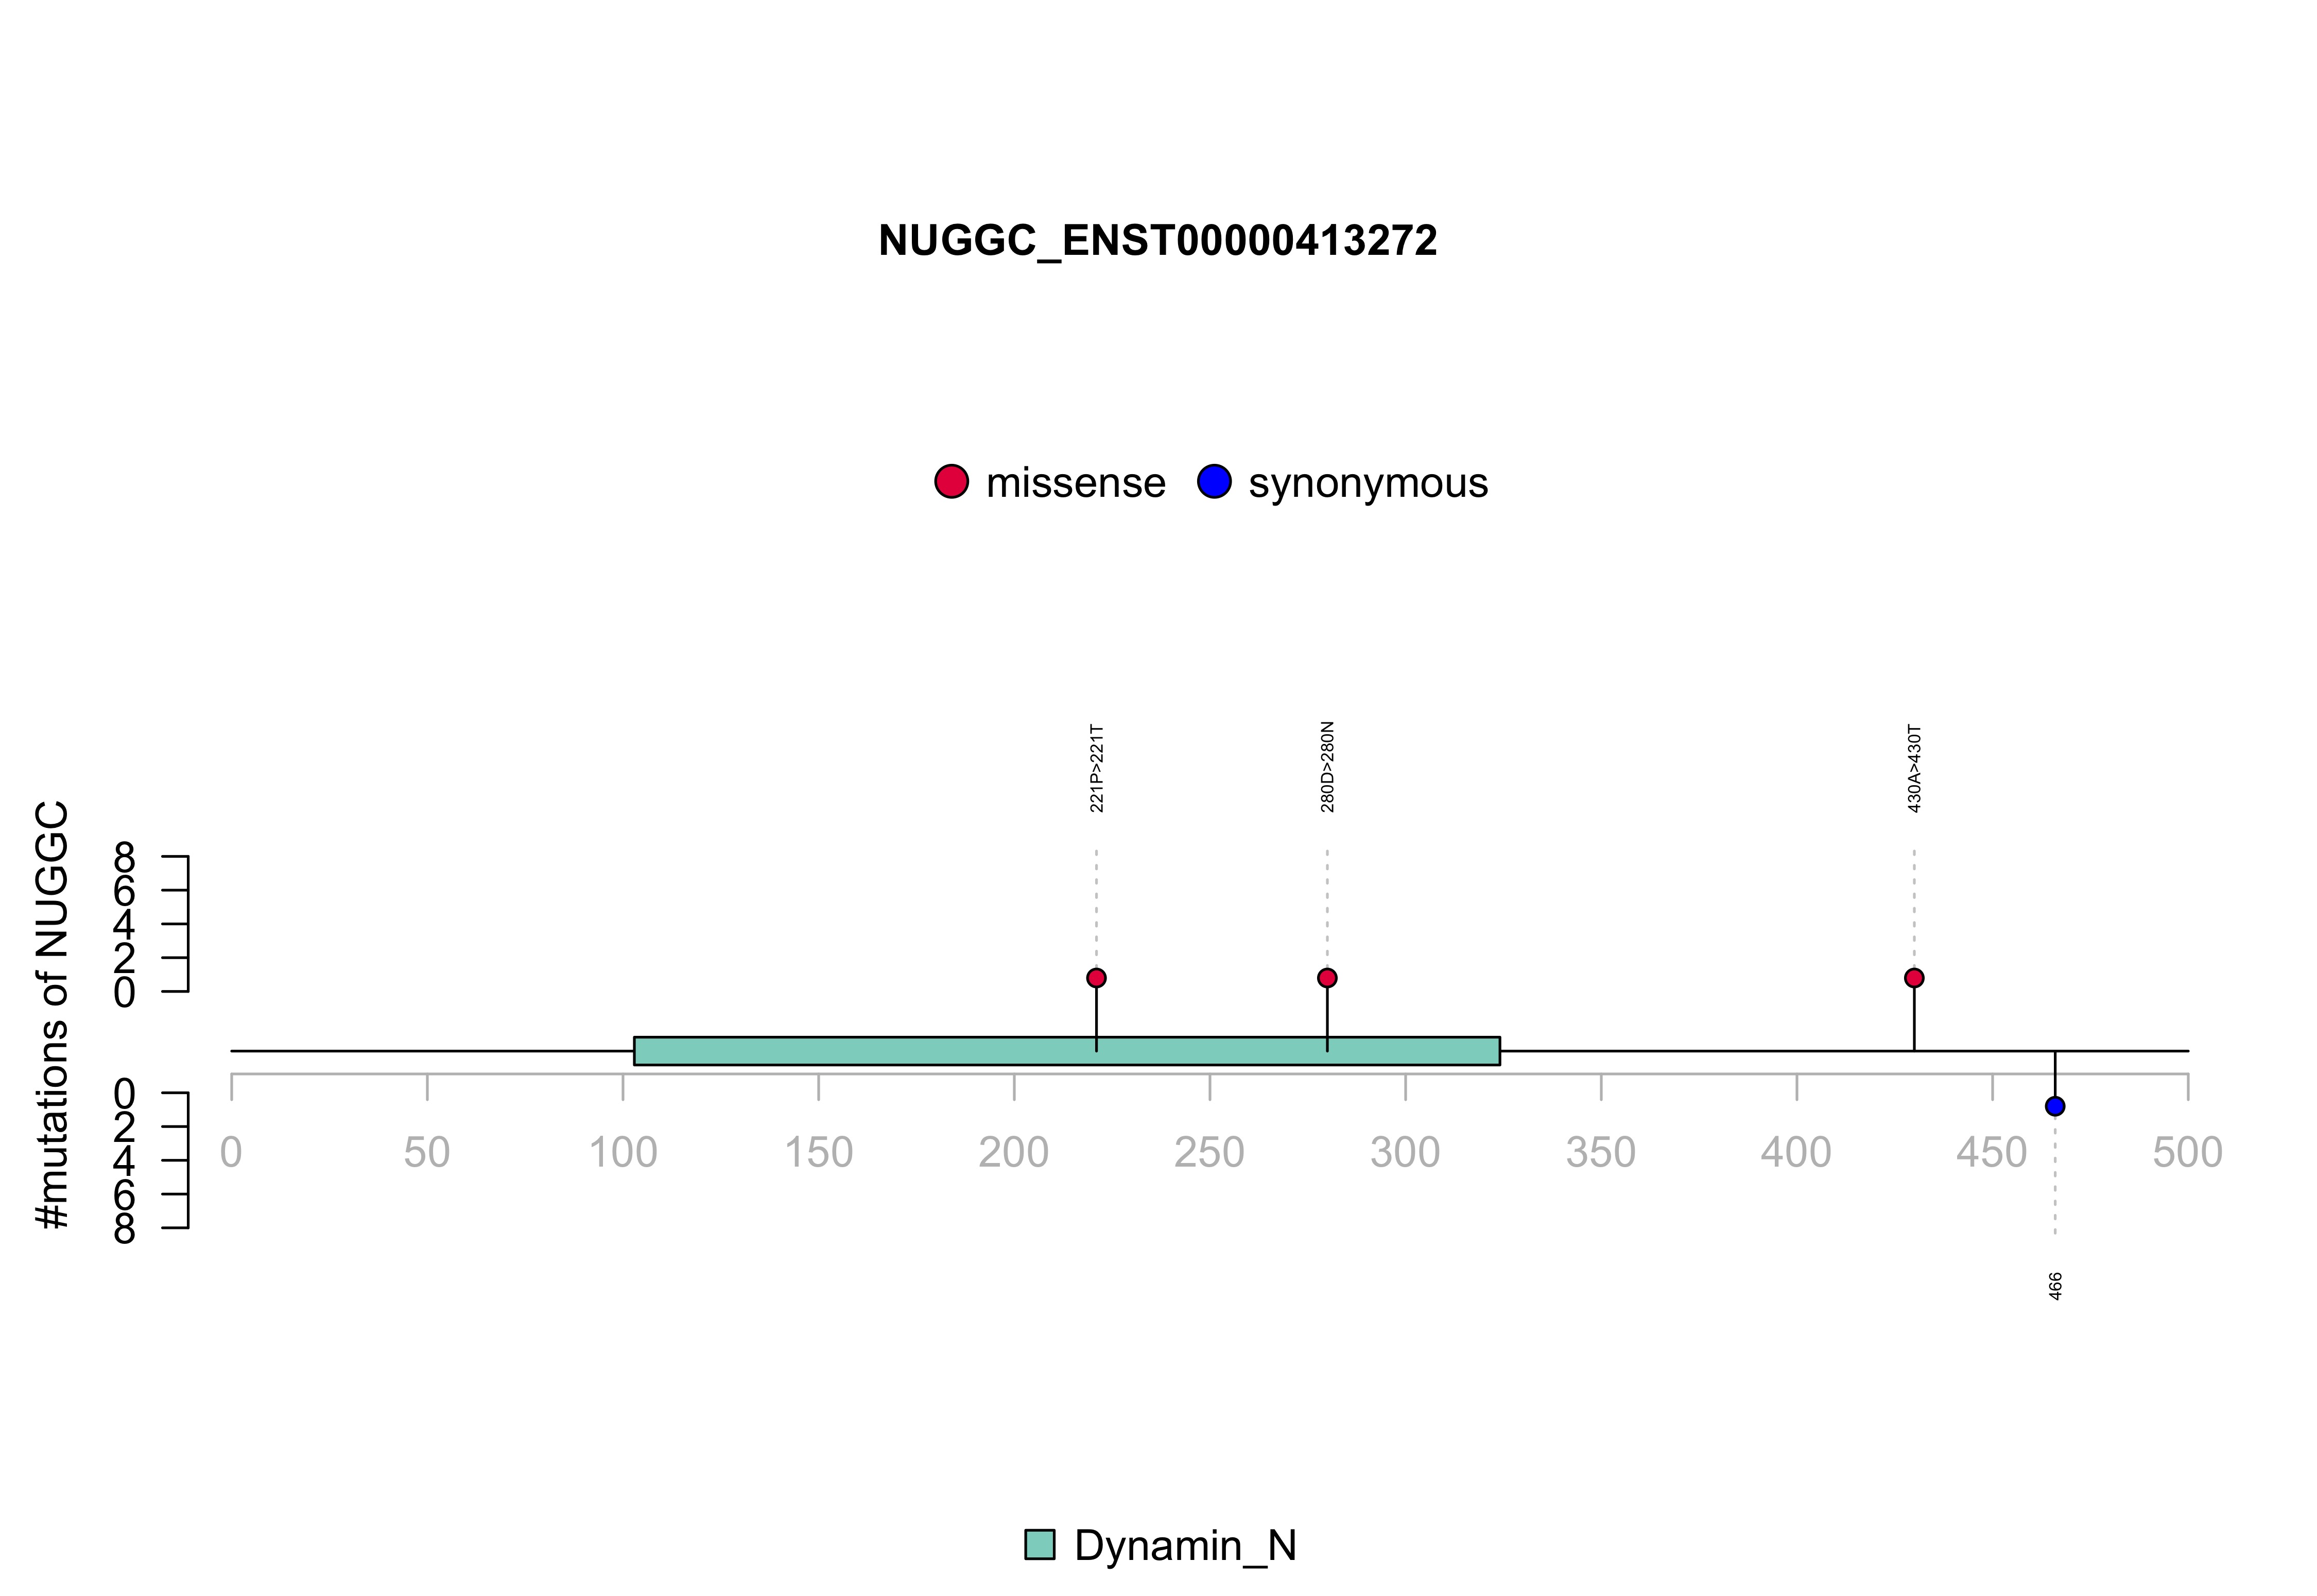 NUGGC_ENST00000413272
missense synonymous
221P>221T
280D>280N
430A>430T
#mutations of NUGGC
8
6
4
2
0
0
2
4
6
8
0 50 100 150 200 250 300 350 400 450 500
466
Dynamin_N